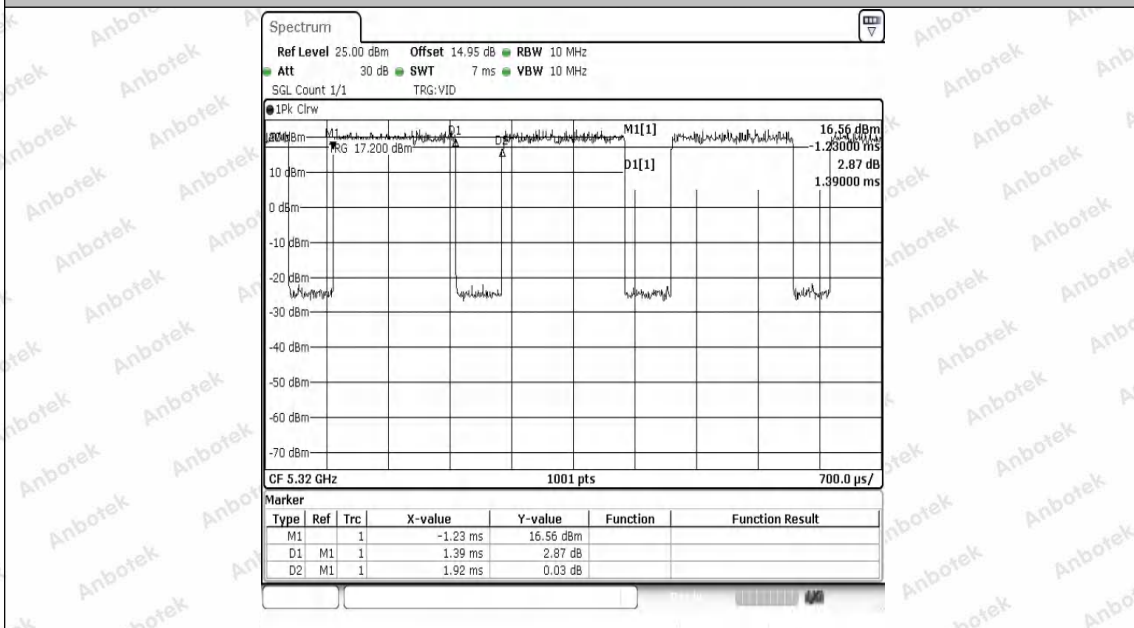 Spectrum
Ref Level 25.00 dBm Offset 14.95 dB RBW 10 MHz
Att 30 dB SWT 7 ms VBW 10 MHz
SGL Count 1/1 TRG:VID
1Pk Clrw
M1 D1 D2 M1[1] 16.56 dBm
TRG 17.200 dBm -1.23000 ms
D1[1] 2.87 dB
10 dBm 1.39000 ms
0 dBm
-10 dBm
-20 dBm
-30 dBm
-40 dBm
-50 dBm
-60 dBm
-70 dBm
CF 5.32 GHz 1001 pts 700.0 µs/
Marker
Type Ref Trc X-value Y-value Function Function Result
M1 1 -1.23 ms 16.56 dBm
D1 M1 1 1.39 ms 2.87 dB
D2 M1 1 1.92 ms 0.03 dB
Anbotek